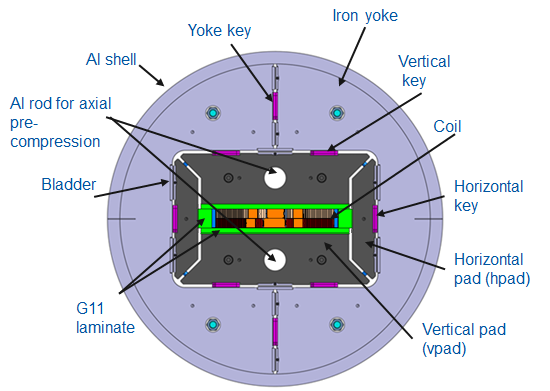 Iron yoke
Yoke key
Al shell
Vertical
key
Al rod for axial
pre-
compression
Coil
Bladder
Horizontal
key
Horizontal
pad (hpad)
G11
laminate
Vertical pad
(vpad)